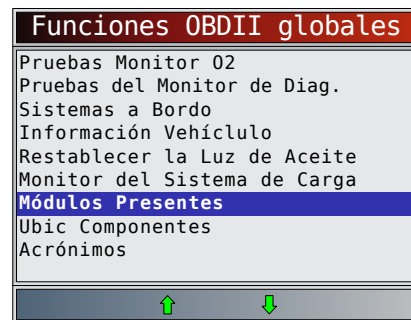 Funciones OBDII globales
Pruebas Monitor O2
Pruebas del Monitor de Diag.
Sistemas a Bordo
Información Vehíclulo
Restablecer la Luz de Aceite
Monitor del Sistema de Carga
Módulos Presentes
Ubic Componentes
Acrónimos